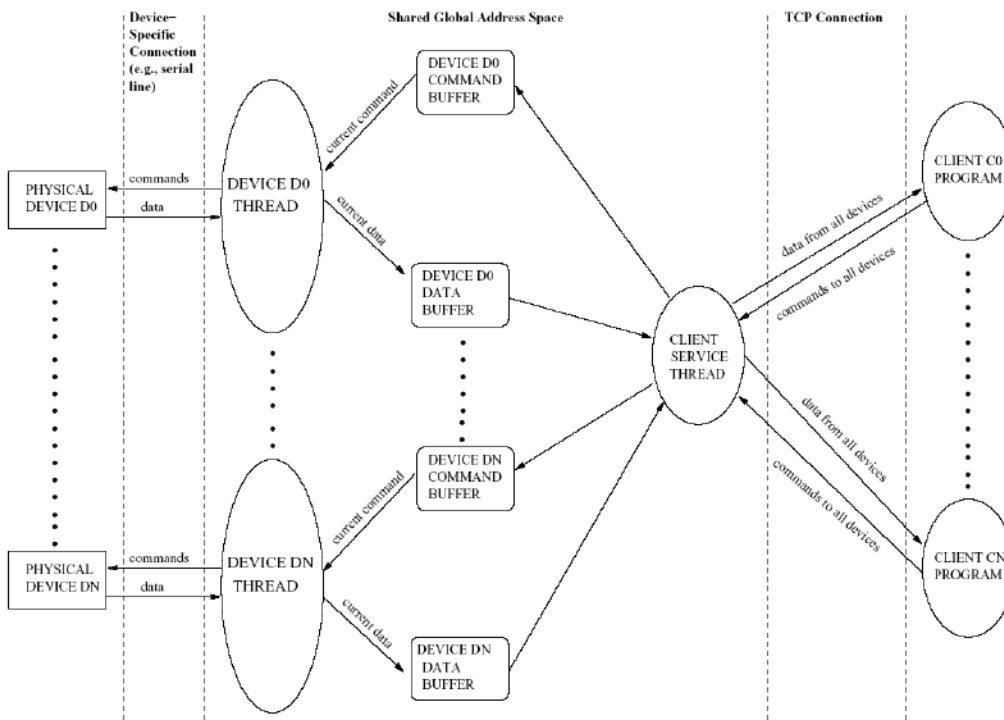 Device-
Specific
Connection
(e.g., serial
line)
Shared Global Address Space
TCP Connection
DEVICE D0
COMMAND
BUFFER
current command
CLIENT C0
PROGRAM
PHYSICAL
DEVICE D0
commands
data
DEVICE D0
THREAD
current data
data from all devices
commands to all devices
DEVICE D0
DATA
BUFFER
CLIENT
SERVICE
THREAD
DEVICE DN
COMMAND
BUFFER
current command
data from all devices
commands to all devices
PHYSICAL
DEVICE DN
commands
data
DEVICE DN
THREAD
current data
CLIENT CN
PROGRAM
DEVICE DN
DATA
BUFFER